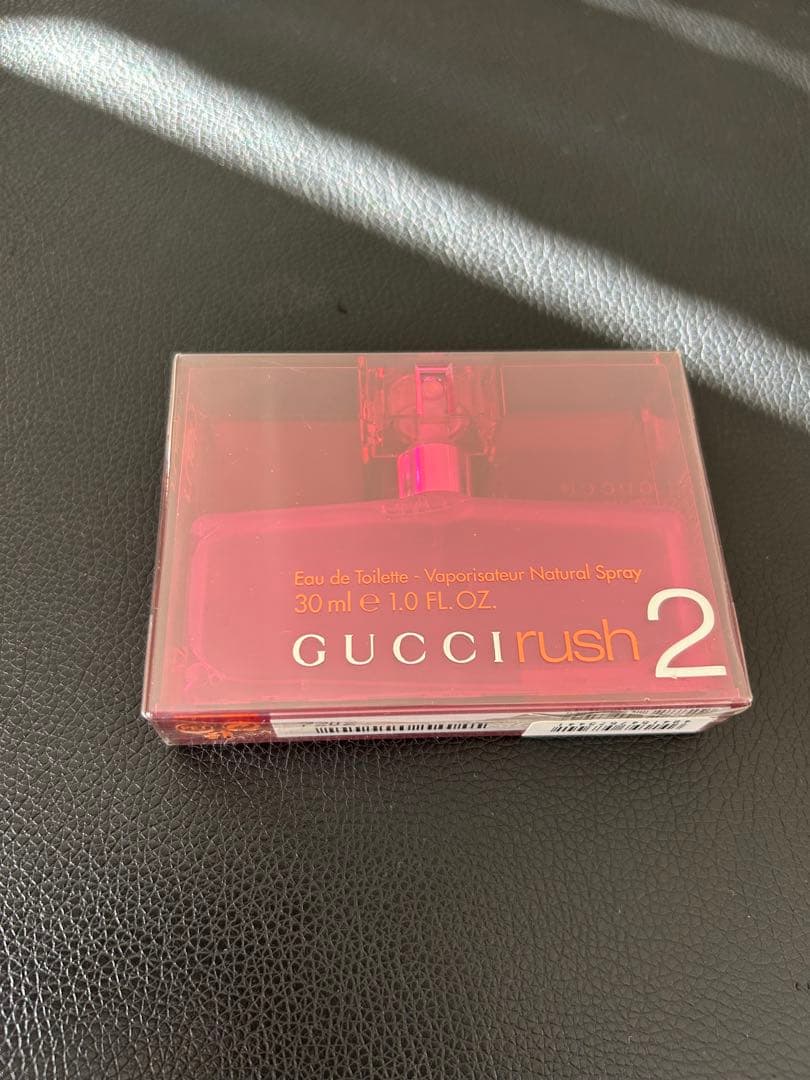 Eau de Toilette - Vaporisateur Natural Spray
30 ml e 1.0 FL. OZ.
GUCCI rush 2